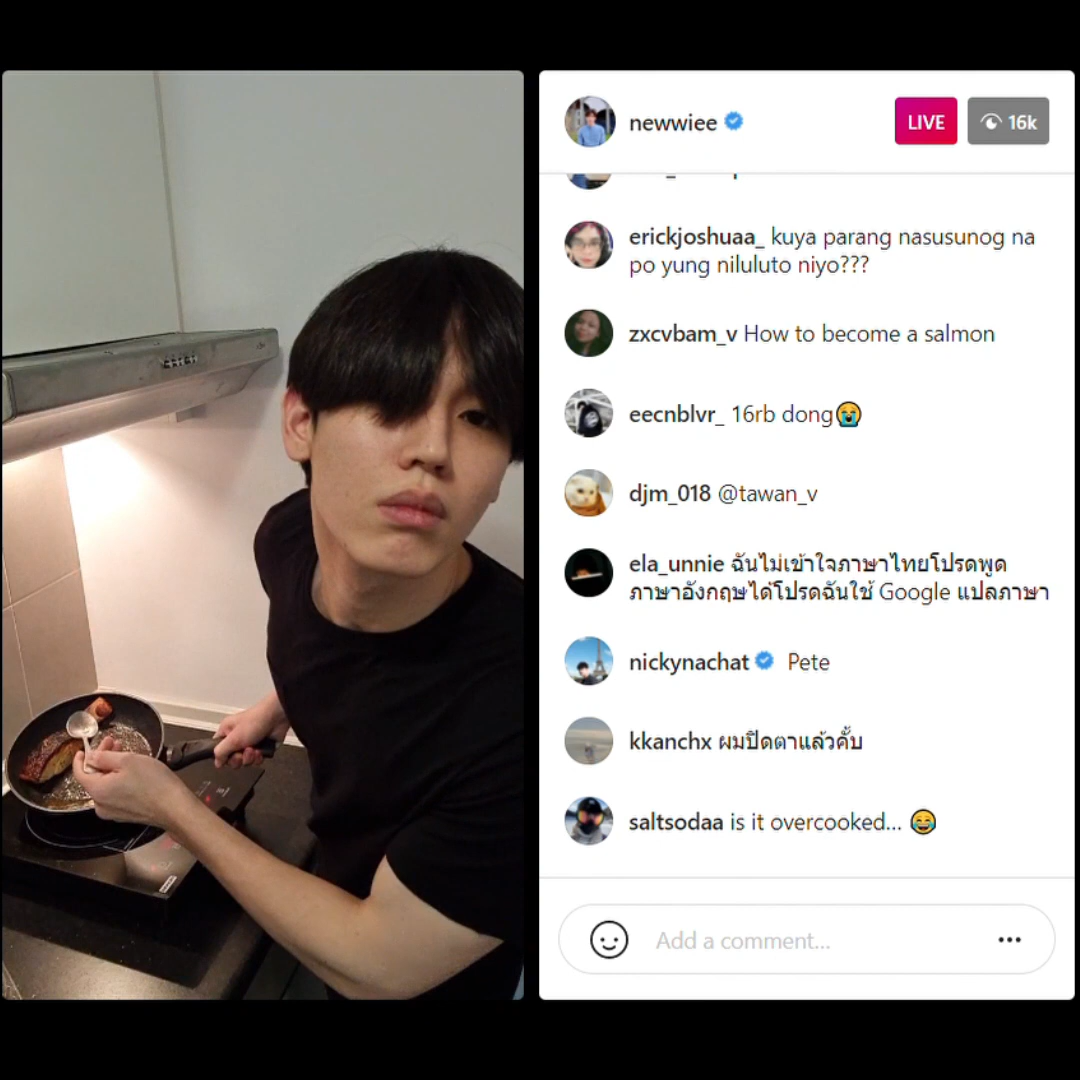 newwiee
LIVE
16k
erickjoshuaa_ kuya parang nasusunog na
po yung niluluto niyo???
zxcvbam_v How to become a salmon
eecnblvr_ 16rb dong😭
djm_018 @tawan_v
ela_unnie ฉันไม่เข้าใจภาษาไทยโปรดพูด
ภาษาอังกฤษได้โปรดฉันใช้ Google แปลภาษา
nickynachat Pete
kkanchx ผมปิดตาแล้วคั้บ
saltsodaa is it overcooked... 😂
Add a comment...